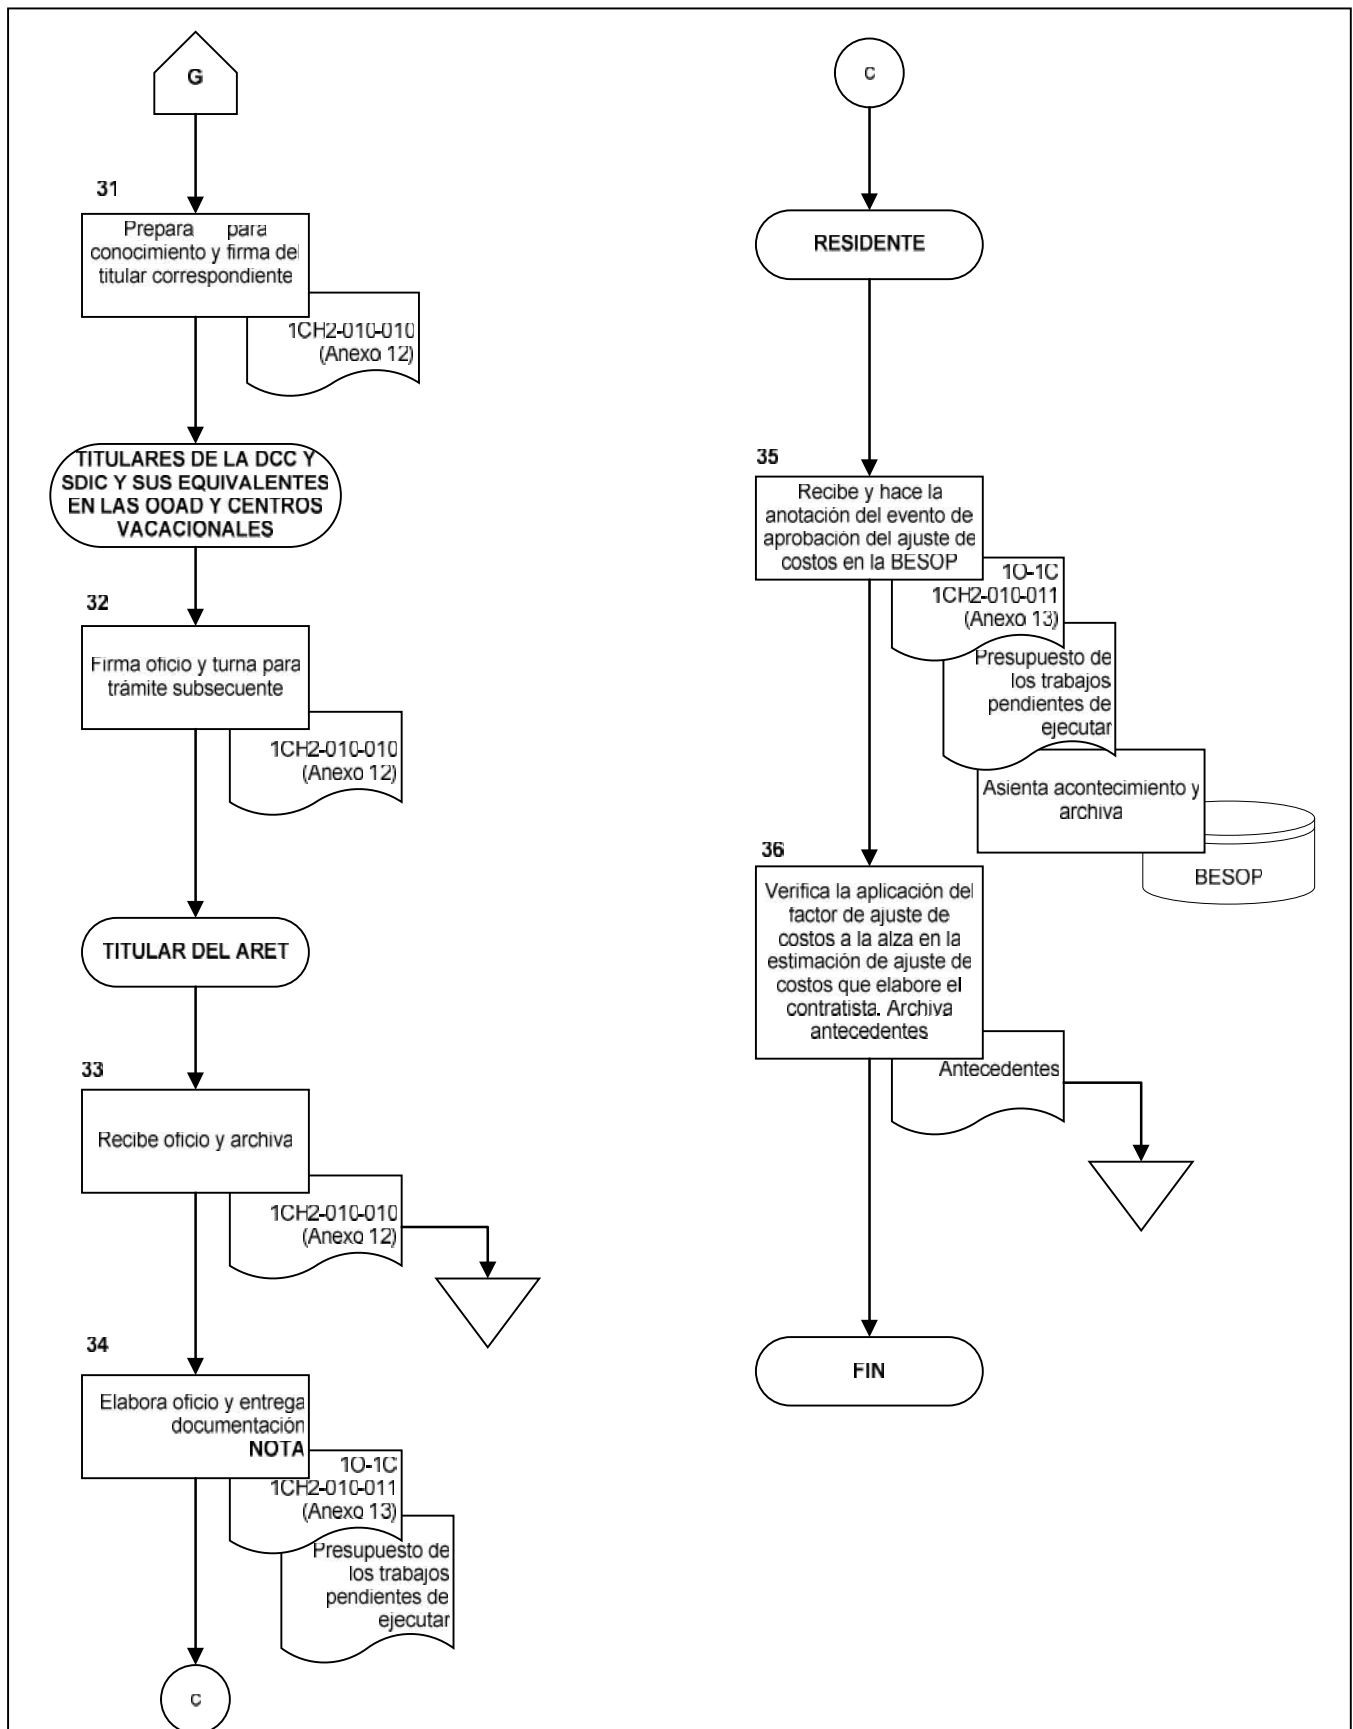 G
31
Prepara para
conocimiento y firma del
titular correspondiente
1CH2-010-010
(Anexo 12)
TITULARES DE LA DCC Y
SDIC Y SUS EQUIVALENTES
EN LAS OOAD Y CENTROS
VACACIONALES
32
Firma oficio y turna para
trámite subsecuente
1CH2-010-010
(Anexo 12)
TITULAR DEL ARET
33
Recibe oficio y archiva
1CH2-010-010
(Anexo 12)
34
Elabora oficio y entrega
documentación
NOTA
1O-1C
1CH2-010-011
(Anexo 13)
Presupuesto de
los trabajos
pendientes de
ejecutar
C
C
RESIDENTE
35
Recibe y hace la
anotación del evento de
aprobación del ajuste de
costos en la BESOP
1O-1C
1CH2-010-011
(Anexo 13)
Presupuesto de
los trabajos
pendientes de
ejecutar
Asienta acontecimiento y
archiva
BESOP
36
Verifica la aplicación del
factor de ajuste de
costos a la alza en la
estimación de ajuste de
costos que elabore el
contratista. Archiva
antecedentes
Antecedentes
FIN